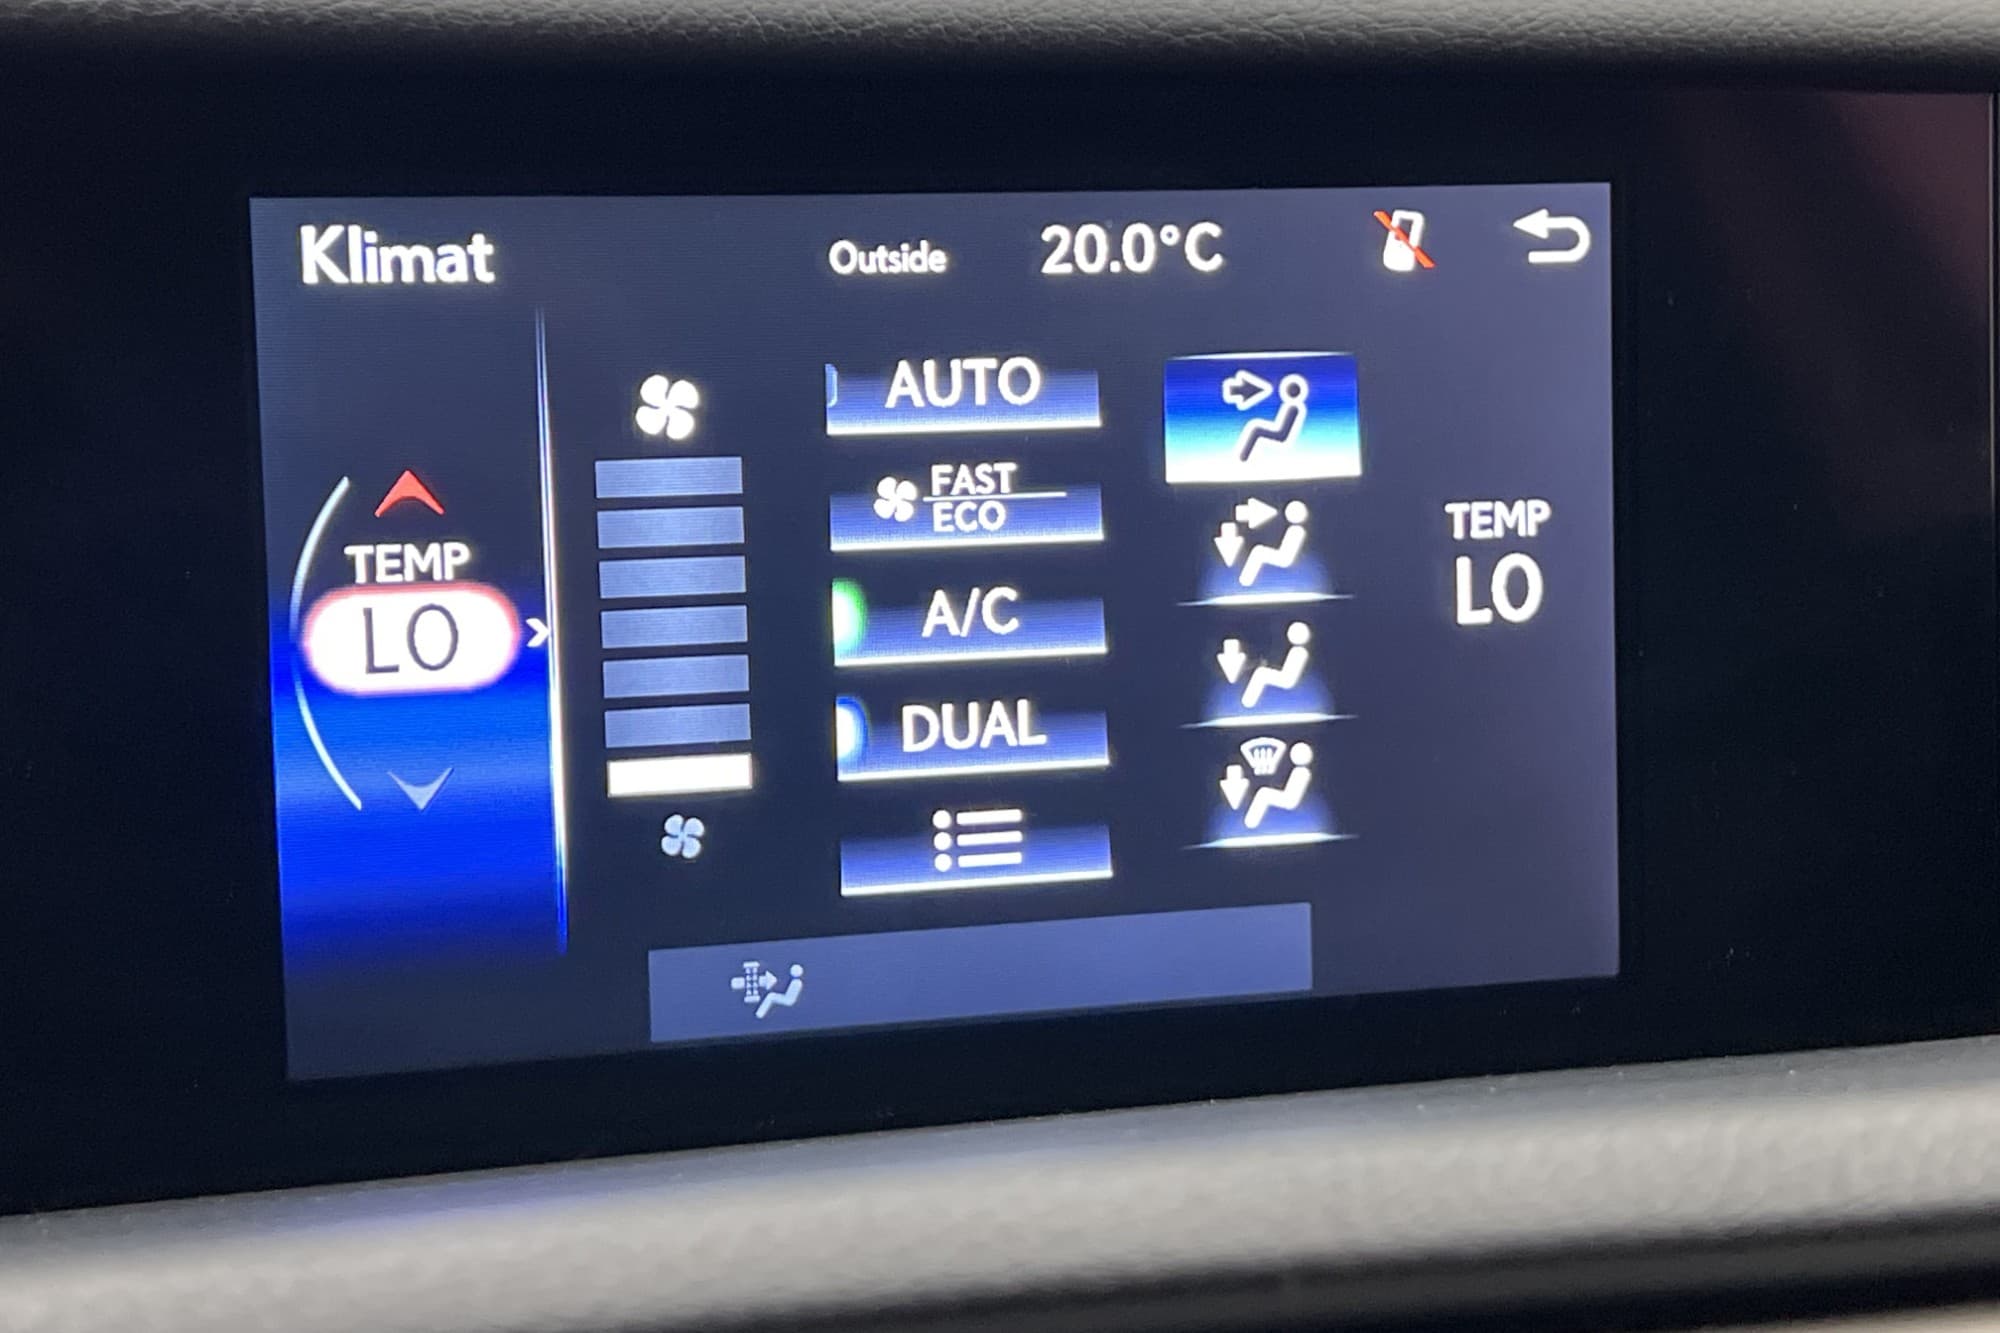 Klimat
Outside 20.0°C
TEMP
LO
AUTO
FAST
ECO
A/C
DUAL
TEMP
LO